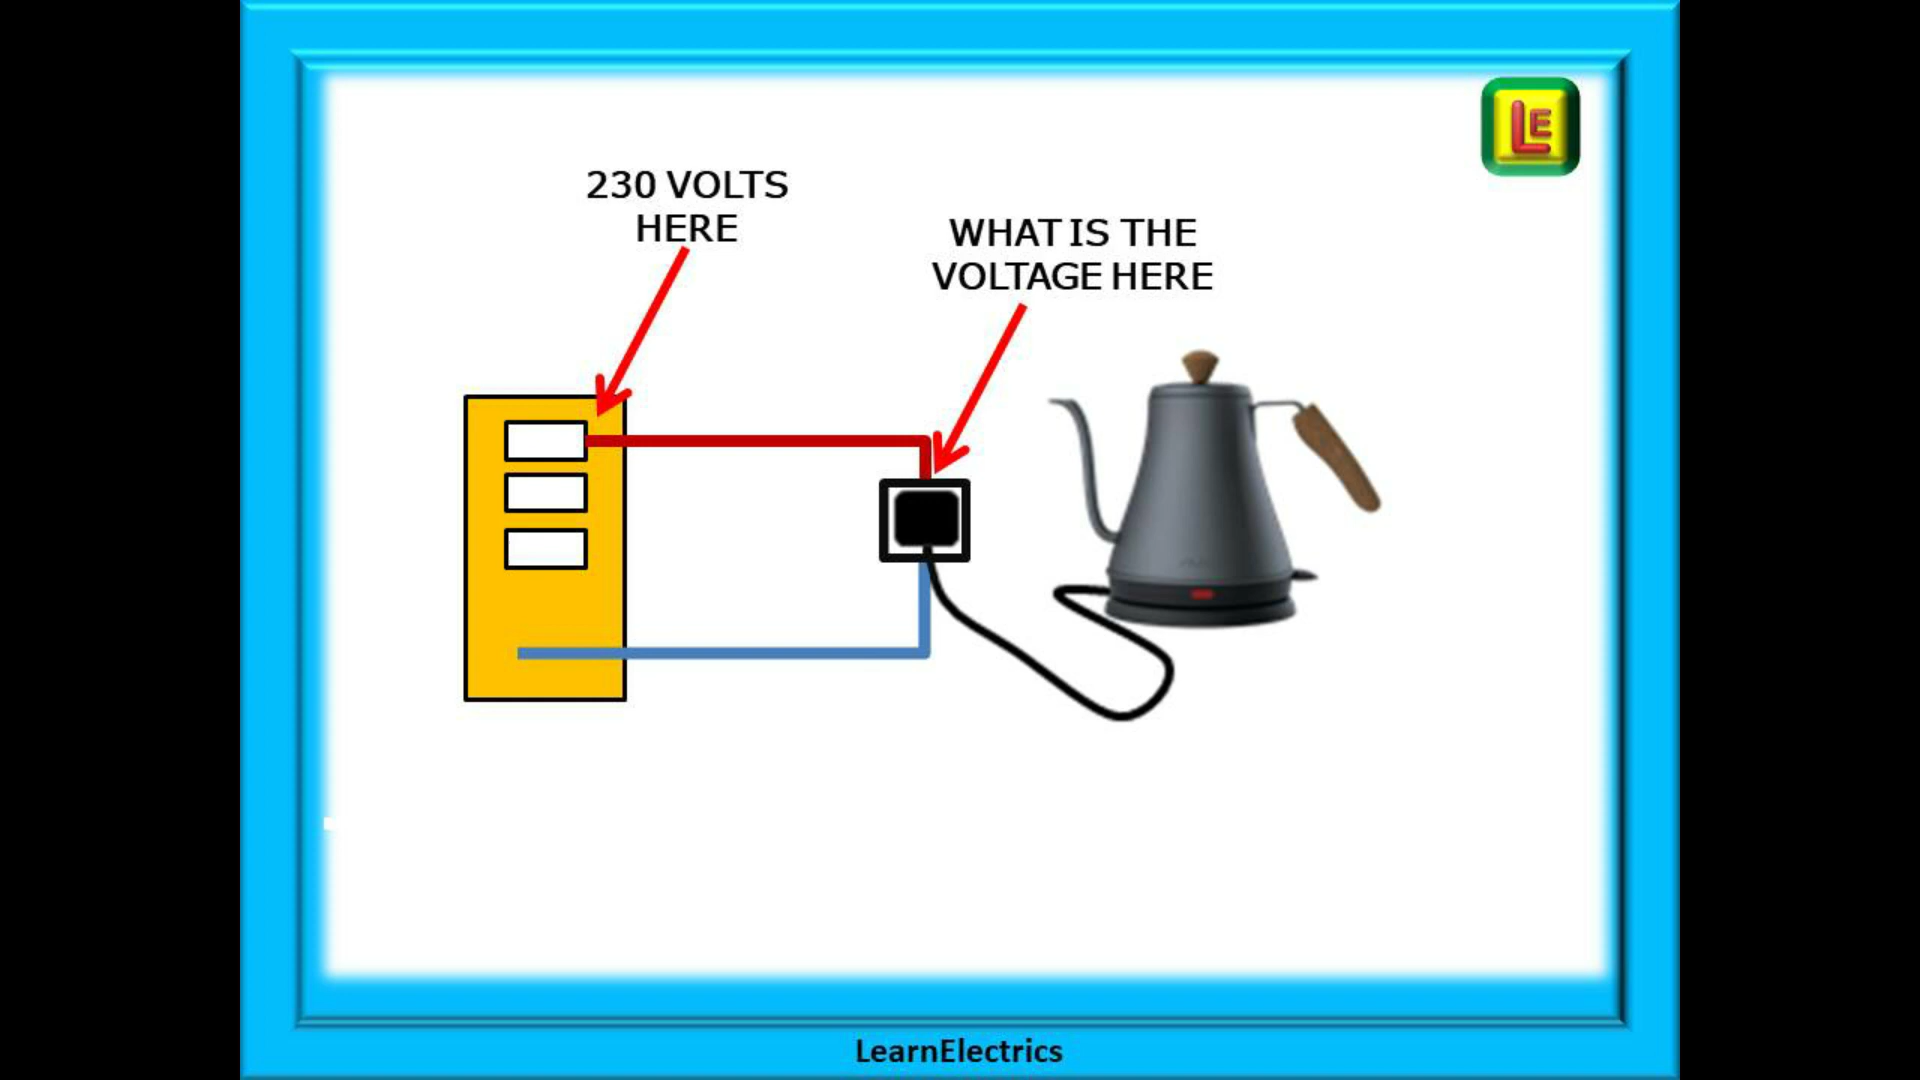 LE
230 VOLTS
HERE
WHAT IS THE
VOLTAGE HERE
LearnElectrics